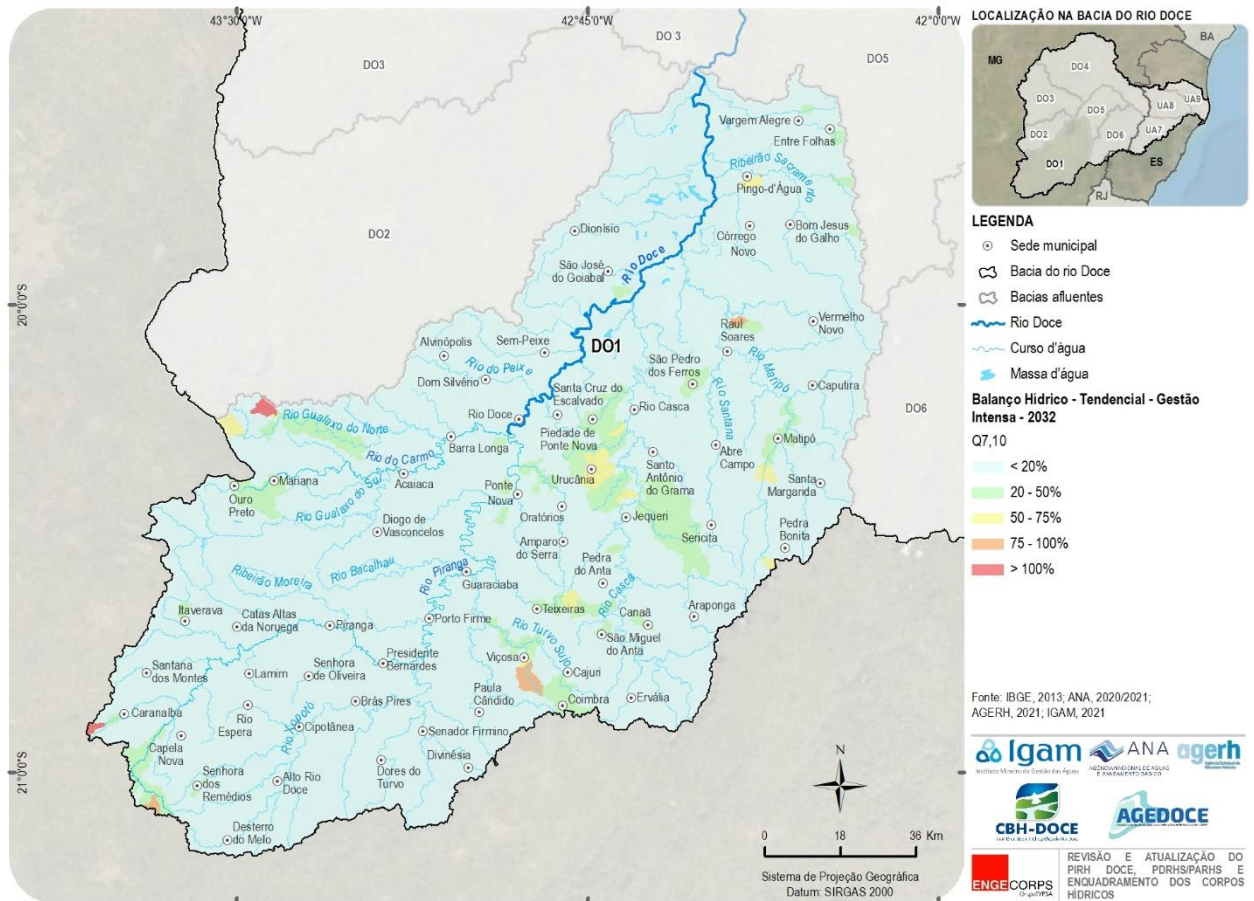 43°30'0"W
42°45'0"W
42°0'0"W
20°0'0"S
21°0'0"S
DO3
DO 3
DO5
DO2
DO6
DO1
Vargem Alegre
Entre Folhas
Ribeirão Sacramento
Pingo-d'Água
Dionísio
Córrego
Novo
Bom Jesus
do Galho
São José
do Goiabal
Rio Doce
Raul
Soares
Vermelho
Novo
Alvinópolis
Sem-Peixe
Rio do Peixe
Dom Silvério
São Pedro
dos Ferros
Rio Matipó
Caputira
Santa Cruz do
Escalvado
Rio Santana
Rio Doce
Rio Casca
Rio Gualaxo do Norte
Piedade de
Ponte Nova
Barra Longa
Matipó
Abre
Campo
Rio do Carmo
Acaiaca
Mariana
Ouro
Preto
Rio Gualaxo do Sul
Urucânia
Santo
Antônio
do Grama
Santa
Margarida
Ponte
Nova
Oratórios
Jequeri
Diogo de
Vasconcelos
Sericita
Pedra
Bonita
Amparo
do Serra
Pedra
do Anta
Rio Bacalhau
Ribeirão Moreira
Rio Piranga
Guaraciaba
Rio Casca
Itaverava
Catas Altas
da Noruega
Piranga
Porto Firme
Teixeiras
Canaã
Araponga
Rio Turvo Sujo
São Miguel
do Anta
Viçosa
Cajuri
Santana
dos Montes
Lamim
Senhora
de Oliveira
Presidente
Bernardes
Paula
Cândido
Coimbra
Ervália
Caranaíba
Rio
Espera
Brás Pires
Rio Xopotó
Cipotânea
Senador Firmino
Capela
Nova
Divinésia
Senhora
dos
Remédios
Alto Rio
Doce
Dores do
Turvo
Desterro
do Melo
N
0 18 36 Km
Sistema de Projeção Geográfica
Datum: SIRGAS 2000
LOCALIZAÇÃO NA BACIA DO RIO DOCE
BA
MG
DO4
DO3
DO5
UA8
UA9
DO2
DO6
UA7
DO1
ES
RJ
LEGENDA
Sede municipal
Bacia do rio Doce
Bacias afluentes
Rio Doce
Curso d'água
Massa d'água
Balanço Hídrico - Tendencial - Gestão
Intensa - 2032
Q7,10
< 20%
20 - 50%
50 - 75%
75 - 100%
> 100%
Fonte: IBGE, 2013; ANA, 2020/2021;
AGERH, 2021; IGAM, 2021
Igam
Instituto Mineiro de Gestão das Águas
ANA
AGÊNCIA NACIONAL DE ÁGUAS
E SANEAMENTO BÁSICO
agerh
CBH-DOCE
AGEDOCE
ENGECORPS
Grupo TYPSA
REVISÃO E ATUALIZAÇÃO DO
PIRH DOCE, PDRHS/PARHS E
ENQUADRAMENTO DOS CORPOS
HÍDRICOS